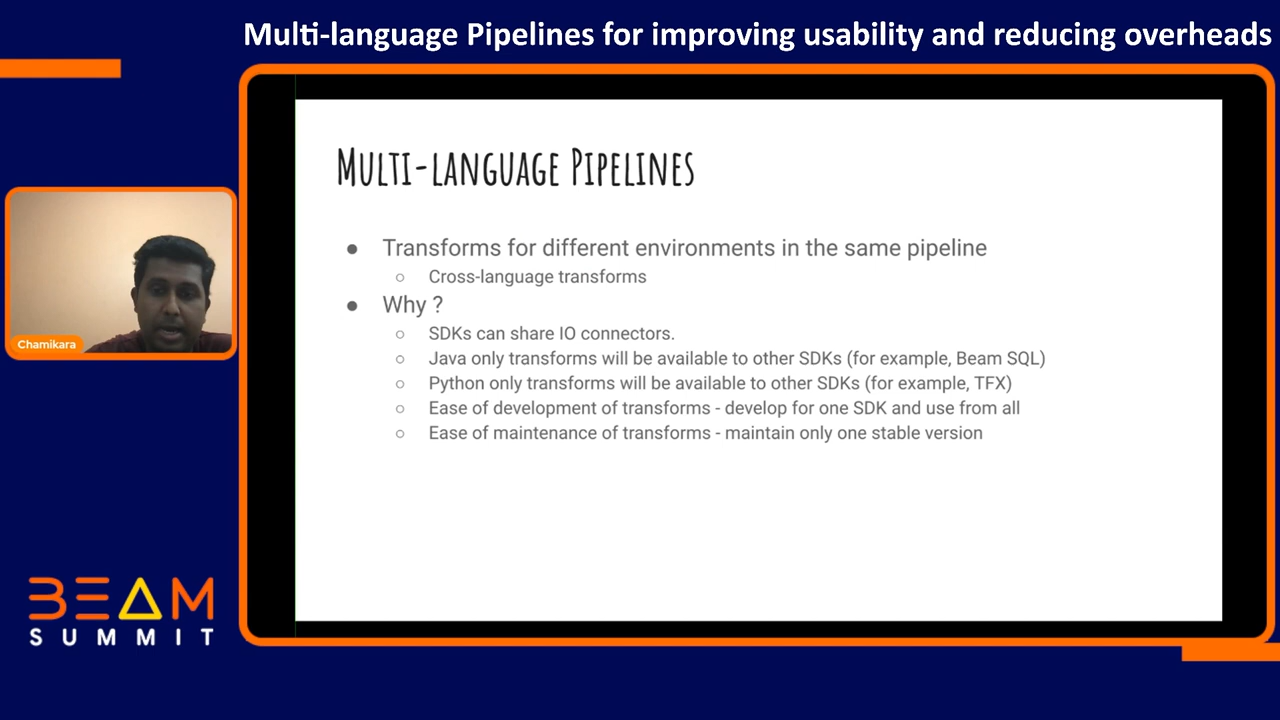 Multi-language Pipelines for improving usability and reducing overheads
MULTI-LANGUAGE PIPELINES
● Transforms for different environments in the same pipeline
○ Cross-language transforms
● Why ?
○ SDKs can share IO connectors.
○ Java only transforms will be available to other SDKs (for example, Beam SQL)
○ Python only transforms will be available to other SDKs (for example, TFX)
○ Ease of development of transforms - develop for one SDK and use from all
○ Ease of maintenance of transforms - maintain only one stable version
Chamikara
BEAM
SUMMIT